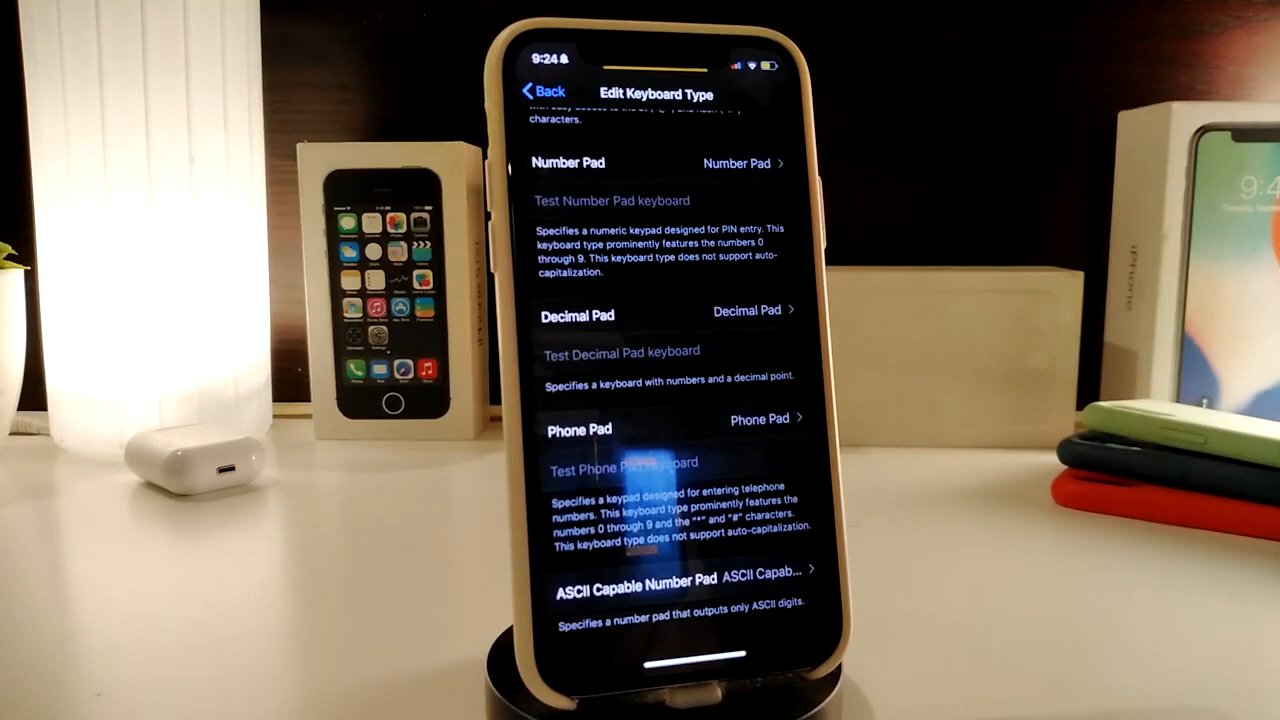 9:24
Back
Edit Keyboard Type
characters.
Number Pad
Number Pad
Test Number Pad keyboard
Specifies a numeric keypad designed for PIN entry. This
keyboard type prominently features the numbers 0
through 9. This keyboard type does not support auto-
capitalization.
Decimal Pad
Decimal Pad
Test Decimal Pad keyboard
Specifies a keyboard with numbers and a decimal point.
Phone Pad
Phone Pad
Test Phone Pad keyboard
Specifies a keypad designed for entering telephone
numbers. This keyboard type prominently features the
numbers 0 through 9 and the "*" and "#" characters.
This keyboard type does not support auto-capitalization.
ASCII Capable Number Pad
ASCII Capab...
Specifies a number pad that outputs only ASCII digits.
iPhone 5s
iPhone
9:4